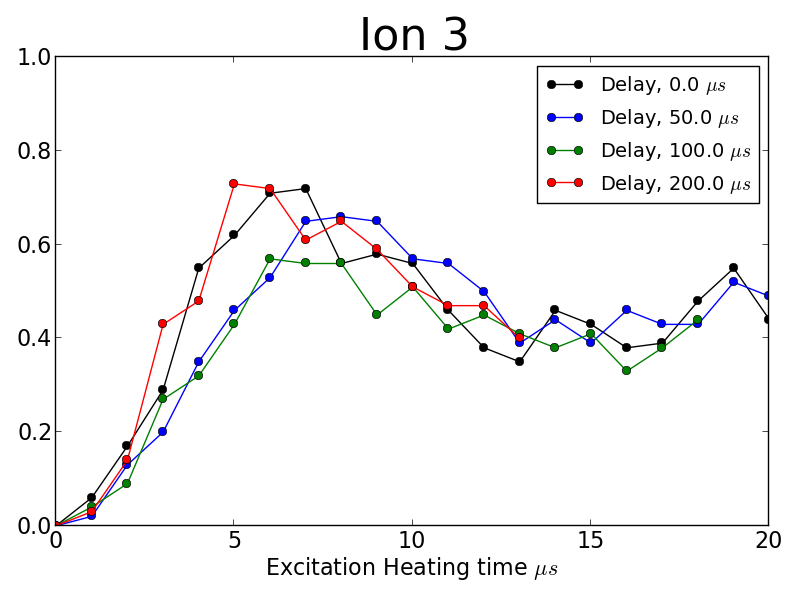 Ion 3
1.0
0.8
0.6
0.4
0.2
0.0
0 5 10 15 20
Excitation Heating time μs
Delay, 0.0 μs
Delay, 50.0 μs
Delay, 100.0 μs
Delay, 200.0 μs